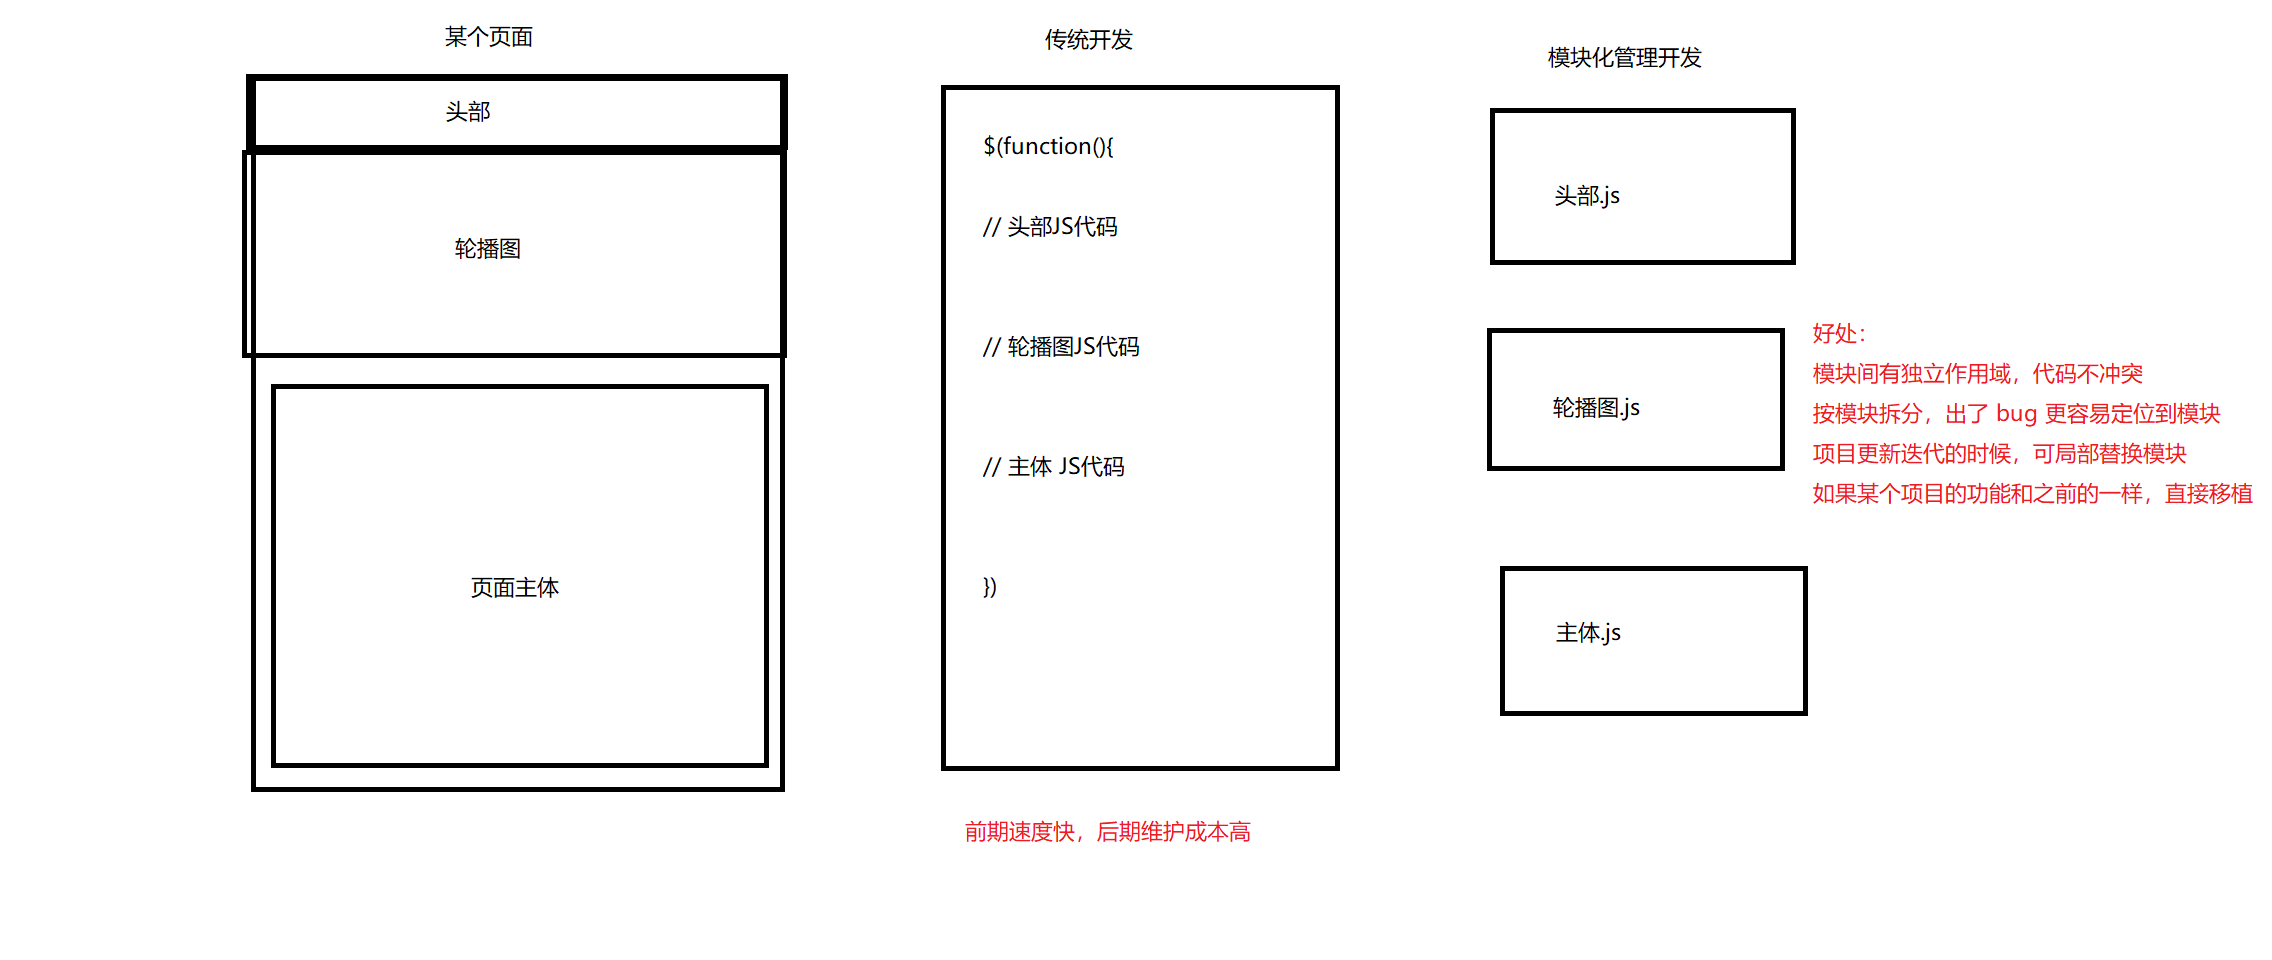 某个页面
头部
轮播图
页面主体
传统开发
$(function(){
// 头部JS代码
// 轮播图JS代码
// 主体 JS代码
})
前期速度快，后期维护成本高
模块化管理开发
头部.js
轮播图.js
主体.js
好处：
模块间有独立作用域，代码不冲突
按模块拆分，出了 bug 更容易定位到模块
项目更新迭代的时候，可局部替换模块
如果某个项目的功能和之前的一样，直接移植